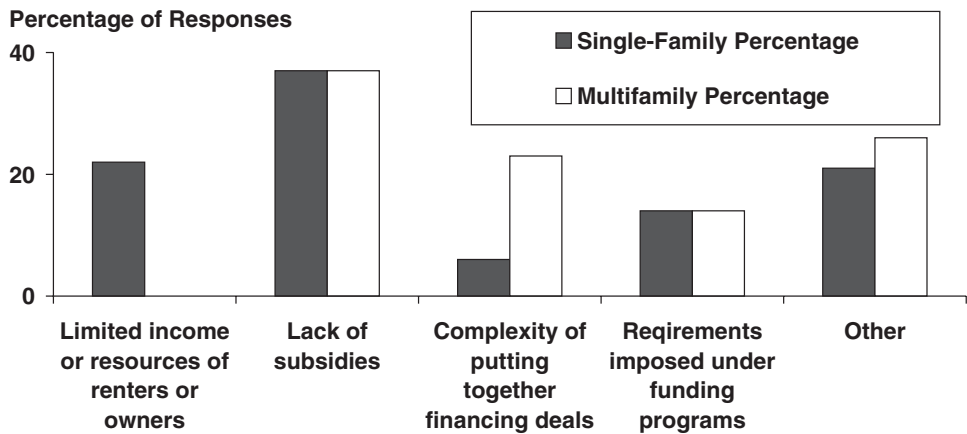 Percentage of Responses
Single-Family Percentage
Multifamily Percentage
40
20
0
Limited income
or resources of
renters or
owners
Lack of
subsidies
Complexity of
putting
together
financing deals
Reqirements
imposed under
funding
programs
Other